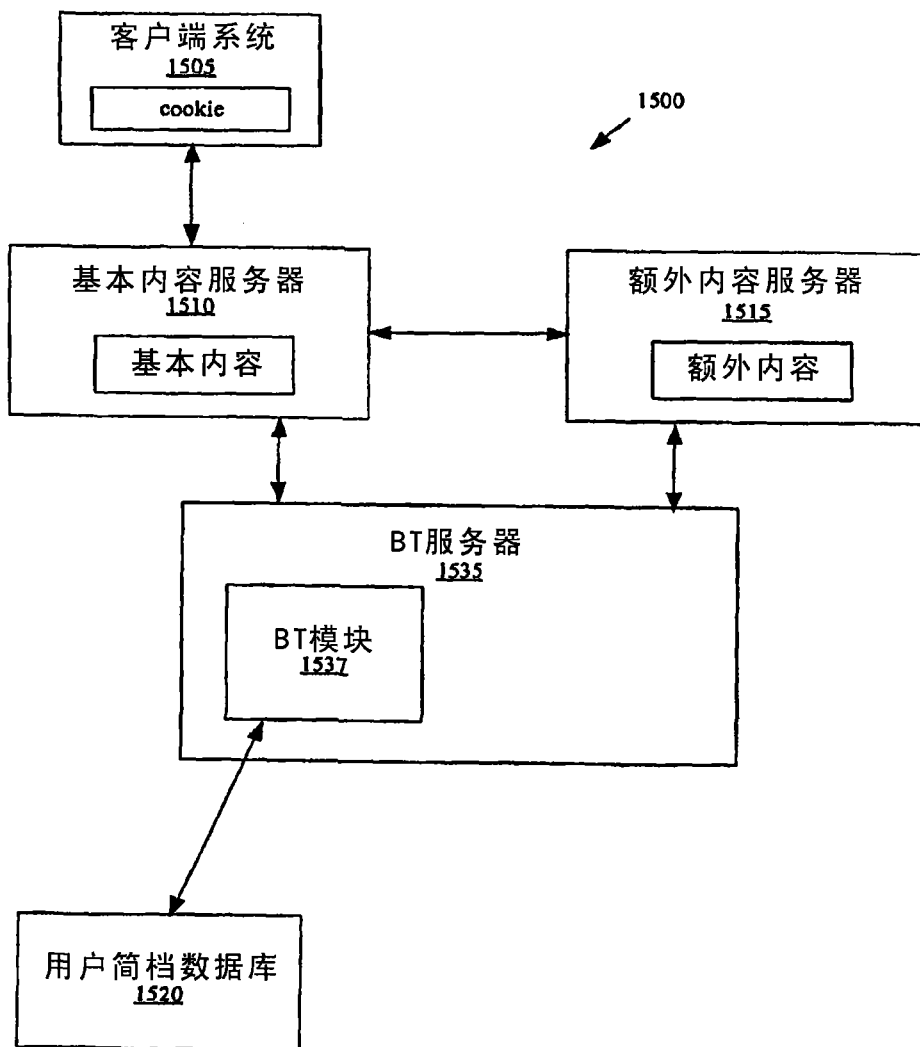 客户端系统
1505
cookie
1500
基本内容服务器
1510
基本内容
额外内容服务器
1515
额外内容
BT服务器
1535
BT模块
1537
用户简档数据库
1520